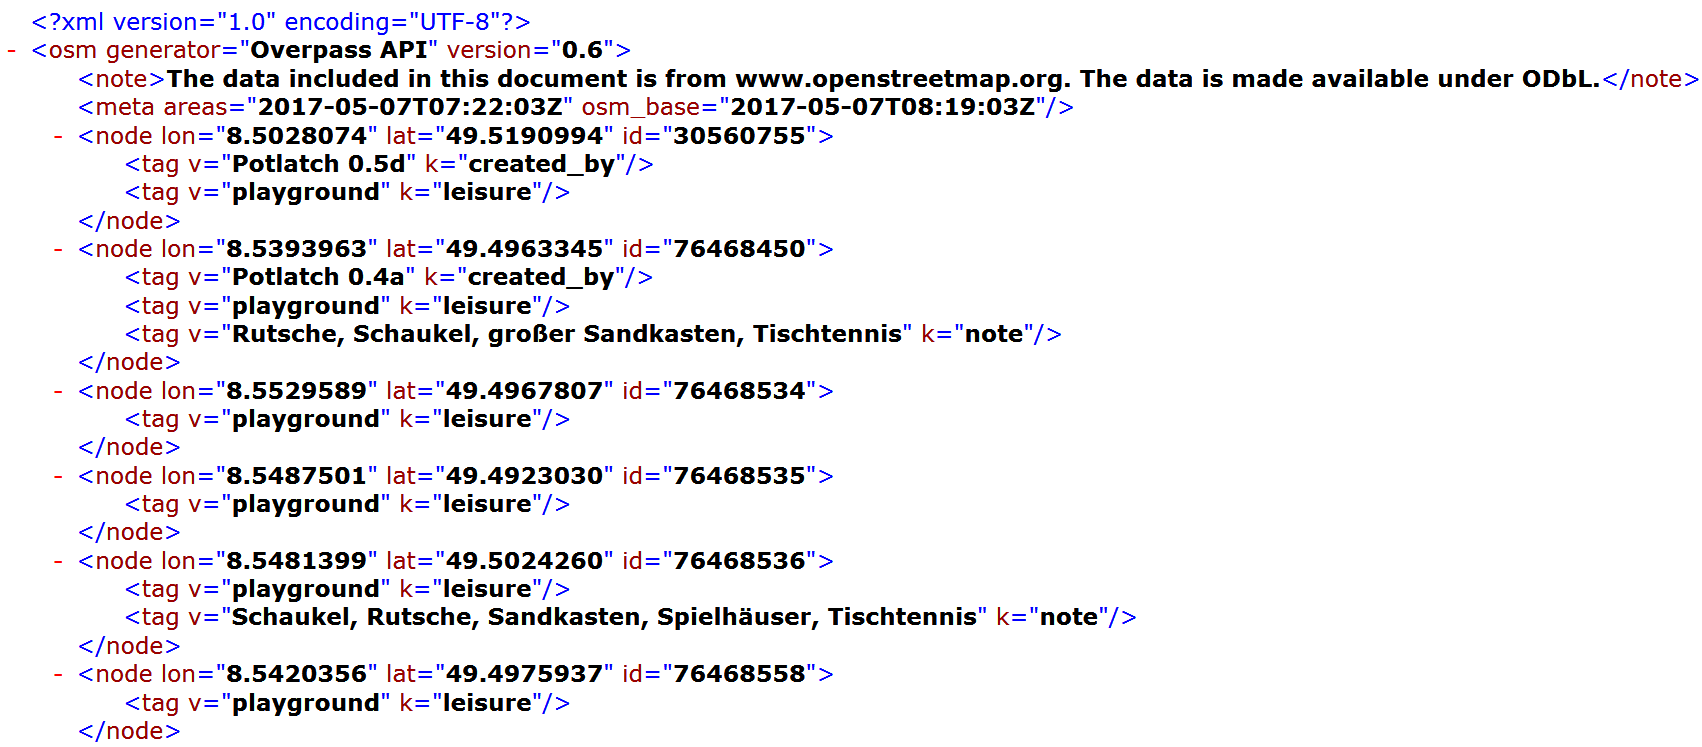 <?xml version="1.0" encoding="UTF-8"?>
- <osm generator="Overpass API" version="0.6">
<note>The data included in this document is from www.openstreetmap.org. The data is made available under ODbL.</note>
<meta areas="2017-05-07T07:22:03Z" osm_base="2017-05-07T08:19:03Z"/>
- <node lon="8.5028074" lat="49.5190994" id="30560755">
<tag v="Potlatch 0.5d" k="created_by"/>
<tag v="playground" k="leisure"/>
</node>
- <node lon="8.5393963" lat="49.4963345" id="76468450">
<tag v="Potlatch 0.4a" k="created_by"/>
<tag v="playground" k="leisure"/>
<tag v="Rutsche, Schaukel, großer Sandkasten, Tischtennis" k="note"/>
</node>
- <node lon="8.5529589" lat="49.4967807" id="76468534">
<tag v="playground" k="leisure"/>
</node>
- <node lon="8.5487501" lat="49.4923030" id="76468535">
<tag v="playground" k="leisure"/>
</node>
- <node lon="8.5481399" lat="49.5024260" id="76468536">
<tag v="playground" k="leisure"/>
<tag v="Schaukel, Rutsche, Sandkasten, Spielhäuser, Tischtennis" k="note"/>
</node>
- <node lon="8.5420356" lat="49.4975937" id="76468558">
<tag v="playground" k="leisure"/>
</node>